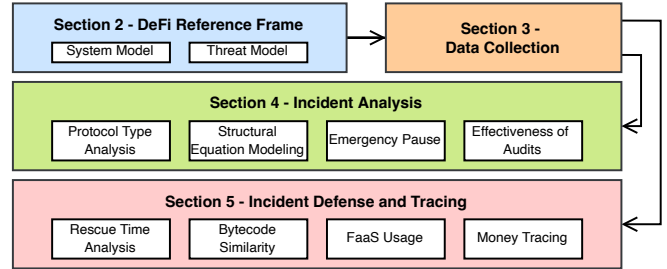 Section 2 - DeFi Reference Frame
System Model
Threat Model
Section 3 -
Data Collection
Section 4 - Incident Analysis
Protocol Type
Analysis
Structural
Equation Modeling
Emergency Pause
Effectiveness of
Audits
Section 5 - Incident Defense and Tracing
Rescue Time
Analysis
Bytecode
Similarity
FaaS Usage
Money Tracing